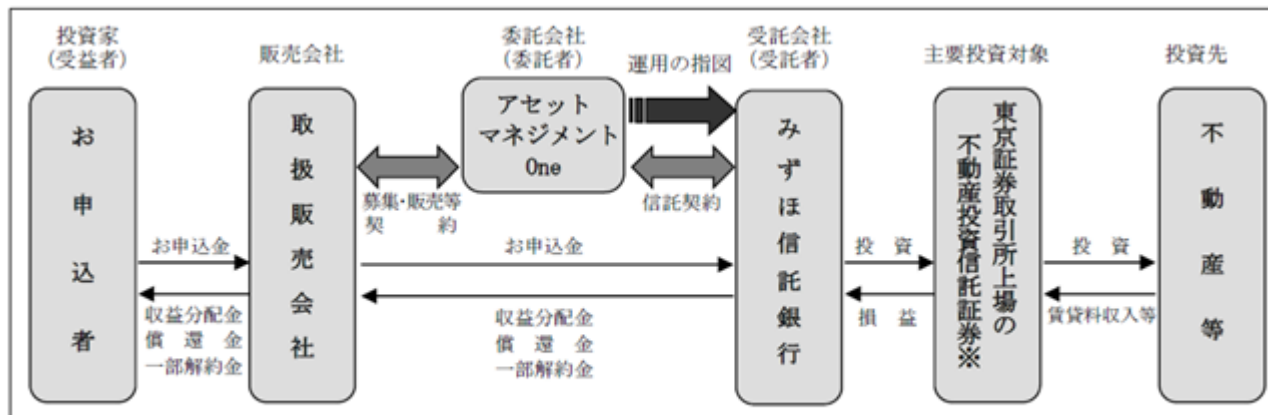 投資家
(受益者)
販売会社
委託会社
(委託者)
運用の指図
受託会社
(受託者)
主要投資対象
投資先
お申込者
取扱販売会社
アセット
マネジメント
One
みずほ信託銀行
東京証券取引所上場の
不動産投資信託証券※
不動産等
募集・販売等
契約
信託契約
お申込金
お申込金
投資
投資
収益分配金
償還金
一部解約金
収益分配金
償還金
一部解約金
損益
賃貸料収入等